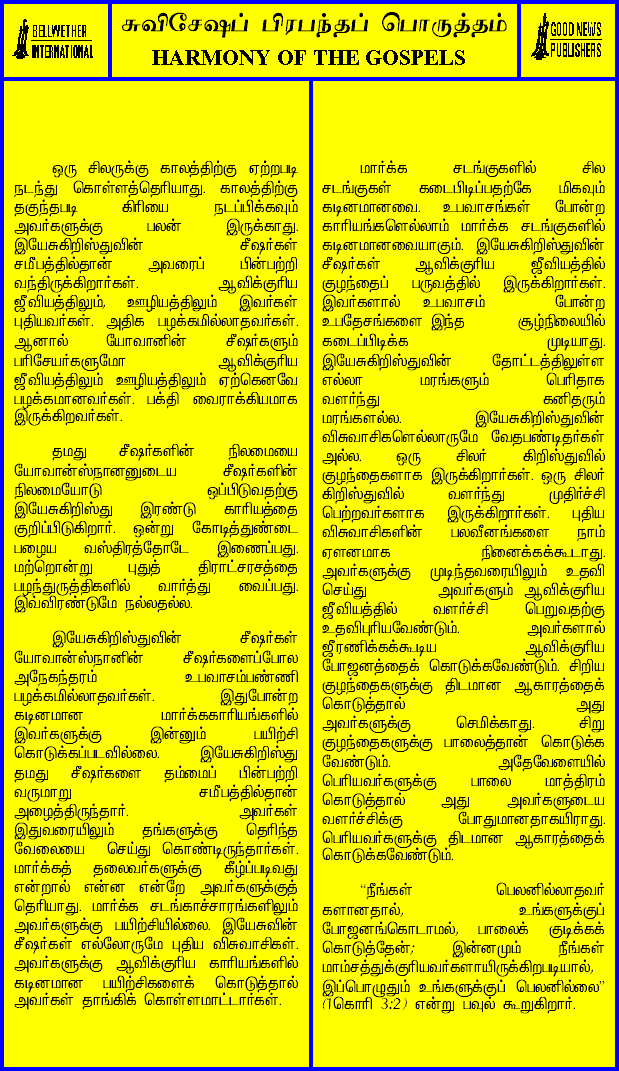 BELLWETHER
INTERNATIONAL
சுவிசேஷப் பிரபந்தப் பொருத்தம்
HARMONY OF THE GOSPELS
GOOD NEWS
PUBLISHERS
ஒரு சிலருக்கு காலத்திற்கு ஏற்றபடி
நடந்து கொள்ளத்தெரியாது. காலத்திற்கு
தகுந்தபடி கிரியை நடப்பிக்கவும்
அவர்களுக்கு பலன் இருக்காது.
இயேசுகிறிஸ்துவின் சீஷர்கள்
சமீபத்தில்தான் அவரைப் பின்பற்றி
வந்திருக்கிறார்கள். ஆவிக்குரிய
ஜீவியத்திலும், ஊழியத்திலும் இவர்கள்
புதியவர்கள். அதிக பழக்கமில்லாதவர்கள்.
ஆனால் யோவானின் சீஷர்களும்
பரிசேயர்களுமோ ஆவிக்குரிய
ஜீவியத்திலும் ஊழியத்திலும் ஏற்கெனவே
பழக்கமானவர்கள். பக்தி வைராக்கியமாக
இருக்கிறவர்கள்.
தமது சீஷர்களின் நிலமையை
யோவான்ஸ்நானனுடைய சீஷர்களின்
நிலமையோடு ஒப்பிடுவதற்கு
இயேசுகிறிஸ்து இரண்டு காரியத்தை
குறிப்பிடுகிறார். ஒன்று கோடித்துண்டை
பழைய வஸ்திரத்தோடே இணைப்பது.
மற்றொன்று புதுத் திராட்சரசத்தை
பழந்துருத்திகளில் வார்த்து வைப்பது.
இவ்விரண்டுமே நல்லதல்ல.
இயேசுகிறிஸ்துவின் சீஷர்கள்
யோவான்ஸ்நானின் சீஷர்களைப்போல
அநேகந்தரம் உபவாசம்பண்ணி
பழக்கமில்லாதவர்கள். இதுபோன்ற
கடினமான மார்க்ககாரியங்களில்
இவர்களுக்கு இன்னும் பயிற்சி
கொடுக்கப்படவில்லை. இயேசுகிறிஸ்து
தமது சீஷர்களை தம்மைப் பின்பற்றி
வருமாறு சமீபத்தில்தான்
அழைத்திருந்தார். அவர்கள்
இதுவரையிலும் தங்களுக்கு தெரிந்த
வேலையை செய்து கொண்டிருந்தார்கள்.
மார்க்கத் தலைவர்களுக்கு கீழ்ப்படிவது
என்றால் என்ன என்றே அவர்களுக்குத்
தெரியாது. மார்க்க சடங்காச்சாரங்களிலும்
அவர்களுக்கு பயிற்சியில்லை. இயேசுவின்
சீஷர்கள் எல்லோருமே புதிய விசுவாசிகள்.
அவர்களுக்கு ஆவிக்குரிய காரியங்களில்
கடினமான பயிற்சிகளைக் கொடுத்தால்
அவர்கள் தாங்கிக் கொள்ளமாட்டார்கள்.
மார்க்க சடங்குகளில் சில
சடங்குகள் கடைபிடிப்பதற்கே மிகவும்
கடினமானவை. உபவாசங்கள் போன்ற
காரியங்களெல்லாம் மார்க்க சடங்குகளில்
கடினமானவையாகும். இயேசுகிறிஸ்துவின்
சீஷர்கள் ஆவிக்குரிய ஜீவியத்தில்
குழந்தைப் பருவத்தில் இருக்கிறார்கள்.
இவர்களால் உபவாசம் போன்ற
உபதேசங்களை இந்த சூழ்நிலையில்
கடைப்பிடிக்க முடியாது.
இயேசுகிறிஸ்துவின் தோட்டத்திலுள்ள
எல்லா மரங்களும் பெரிதாக
வளர்ந்து கனிதரும்
மரங்களல்ல. இயேசுகிறிஸ்துவின்
விசுவாசிகளெல்லாருமே வேதபண்டிதர்கள்
அல்ல. ஒரு சிலர் கிறிஸ்துவில்
குழந்தைகளாக இருக்கிறார்கள். ஒரு சிலர்
கிறிஸ்துவில் வளர்ந்து முதிர்ச்சி
பெற்றவர்களாக இருக்கிறார்கள். புதிய
விசுவாசிகளின் பலவீனங்களை நாம்
ஏளனமாக நினைக்கக்கூடாது.
அவர்களுக்கு முடிந்தவரையிலும் உதவி
செய்து அவர்களும் ஆவிக்குரிய
ஜீவியத்தில் வளர்ச்சி பெறுவதற்கு
உதவிபுரியவேண்டும். அவர்களால்
ஜீரணிக்கக்கூடிய ஆவிக்குரிய
போஜனத்தைக் கொடுக்கவேண்டும். சிறிய
குழந்தைகளுக்கு திடமான ஆகாரத்தைக்
கொடுத்தால் அது
அவர்களுக்கு செமிக்காது. சிறு
குழந்தைகளுக்கு பாலைத்தான் கொடுக்க
வேண்டும். அதேவேளையில்
பெரியவர்களுக்கு பாலை மாத்திரம்
கொடுத்தால் அது அவர்களுடைய
வளர்ச்சிக்கு போதுமானதாகயிராது.
பெரியவர்களுக்கு திடமான ஆகாரத்தைக்
கொடுக்கவேண்டும்.
"நீங்கள் பெலனில்லாதவர்
களானதால், உங்களுக்குப்
போஜனங்கொடாமல், பாலைக் குடிக்கக்
கொடுத்தேன்; இன்னமும் நீங்கள்
மாம்சத்துக்குரியவர்களாயிருக்கிறபடியால்,
இப்பொழுதும் உங்களுக்குப் பெலனில்லை"
(1கொரி 3:2) என்று பவுல் கூறுகிறார்.